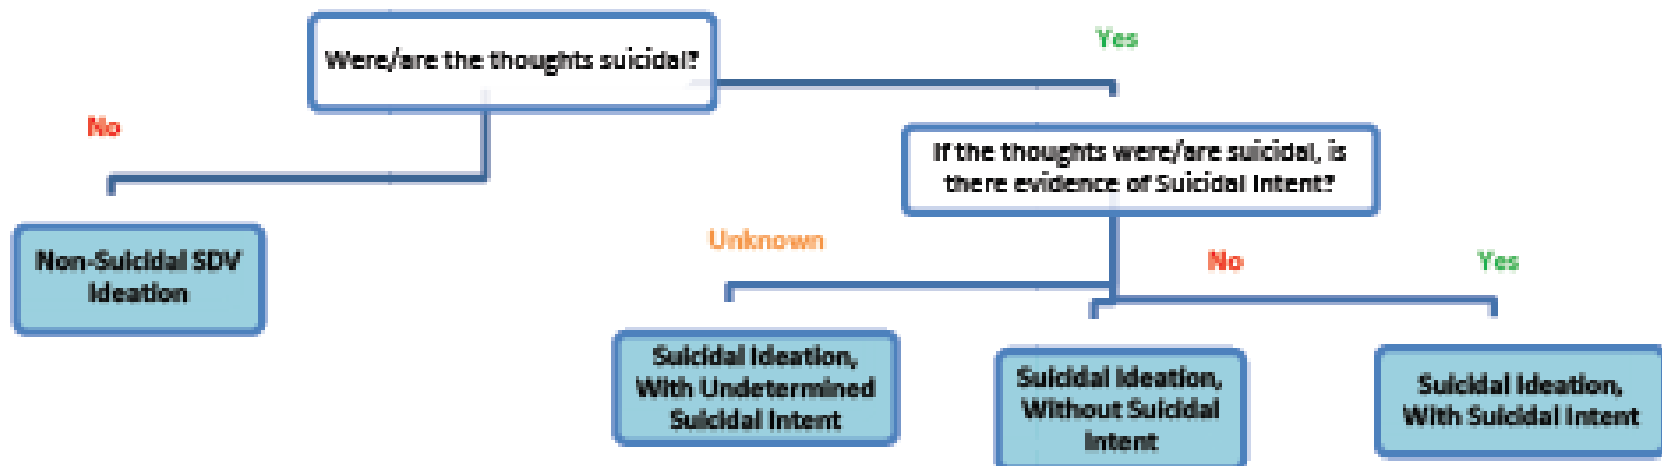 Were/are the thoughts suicidal?
Yes
No
If the thoughts were/are suicidal, is
there evidence of Suicidal Intent?
Non-Suicidal SDV
Ideation
Unknown
No
Yes
Suicidal Ideation,
With Undetermined
Suicidal Intent
Suicidal Ideation,
Without Suicidal
Intent
Suicidal Ideation,
With Suicidal Intent